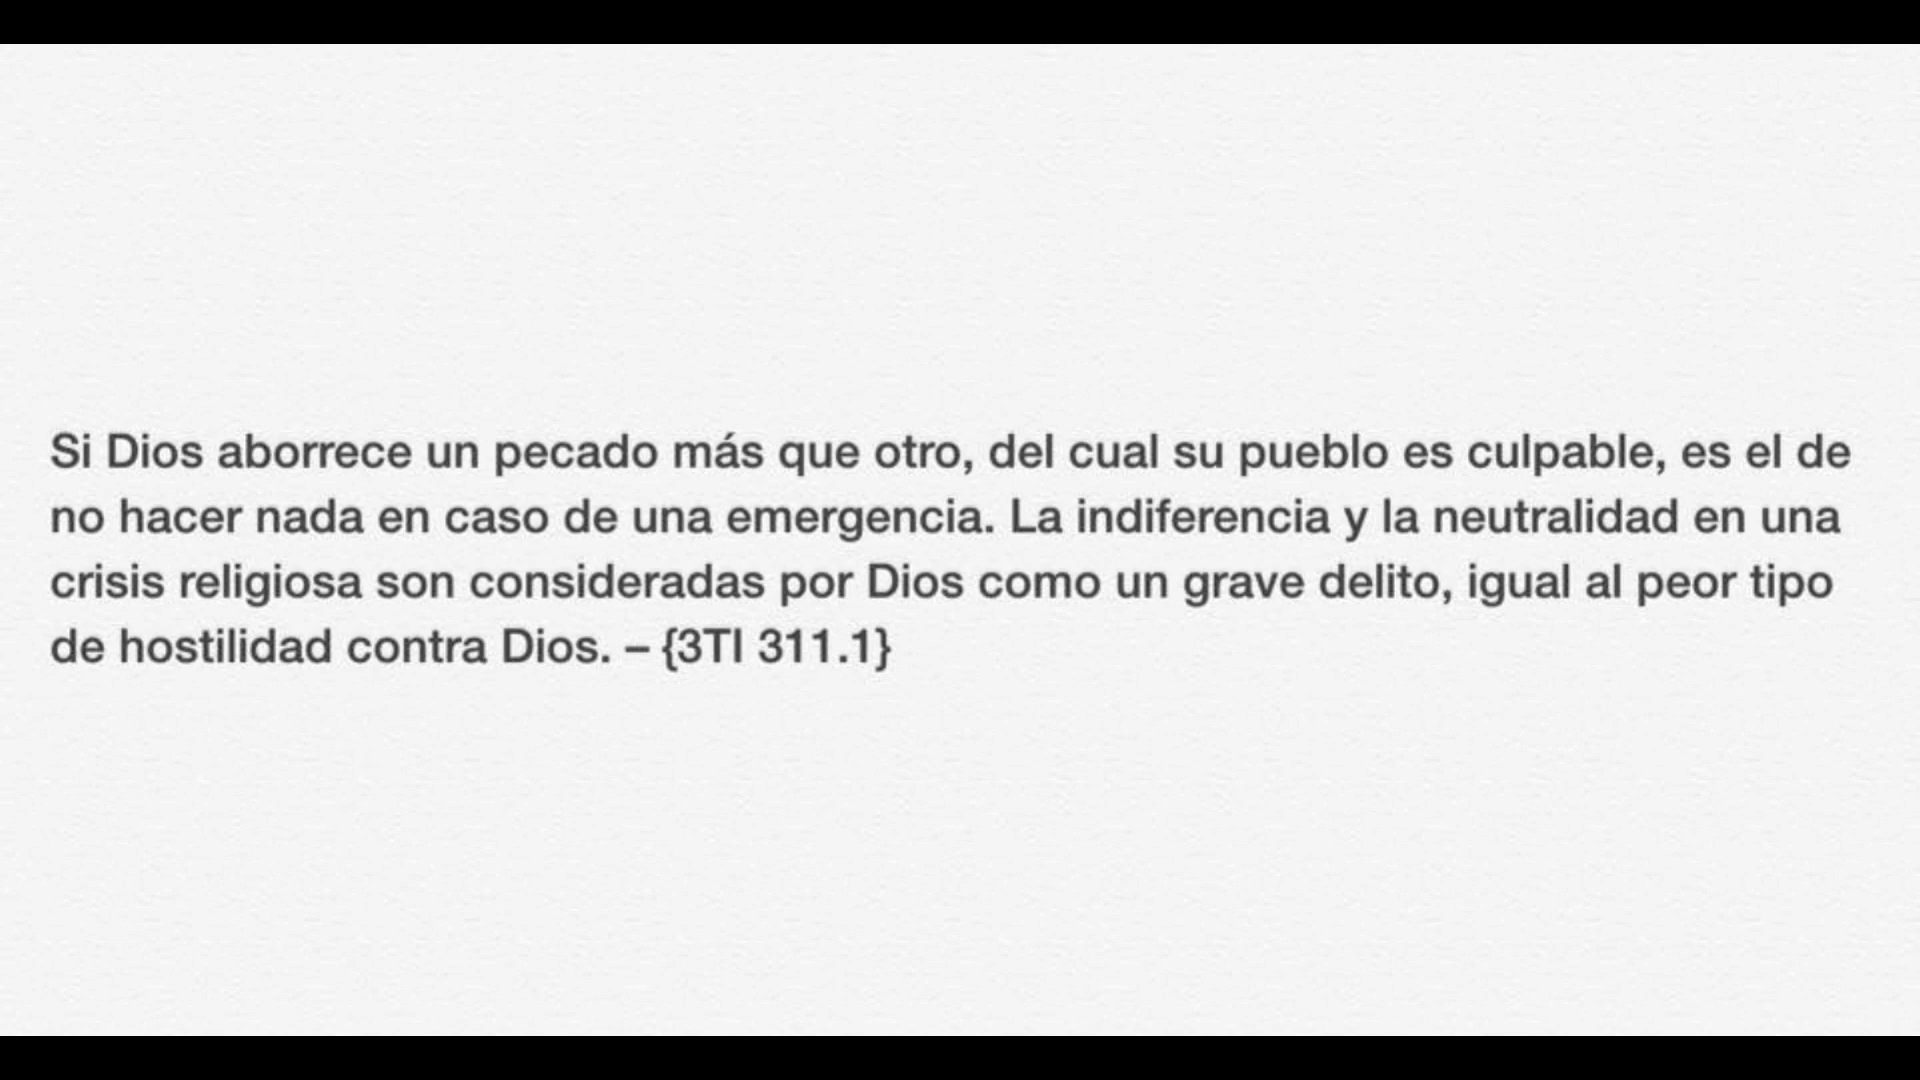 Si Dios aborrece un pecado más que otro, del cual su pueblo es culpable, es el de
no hacer nada en caso de una emergencia. La indiferencia y la neutralidad en una
crisis religiosa son consideradas por Dios como un grave delito, igual al peor tipo
de hostilidad contra Dios. – {3TI 311.1}